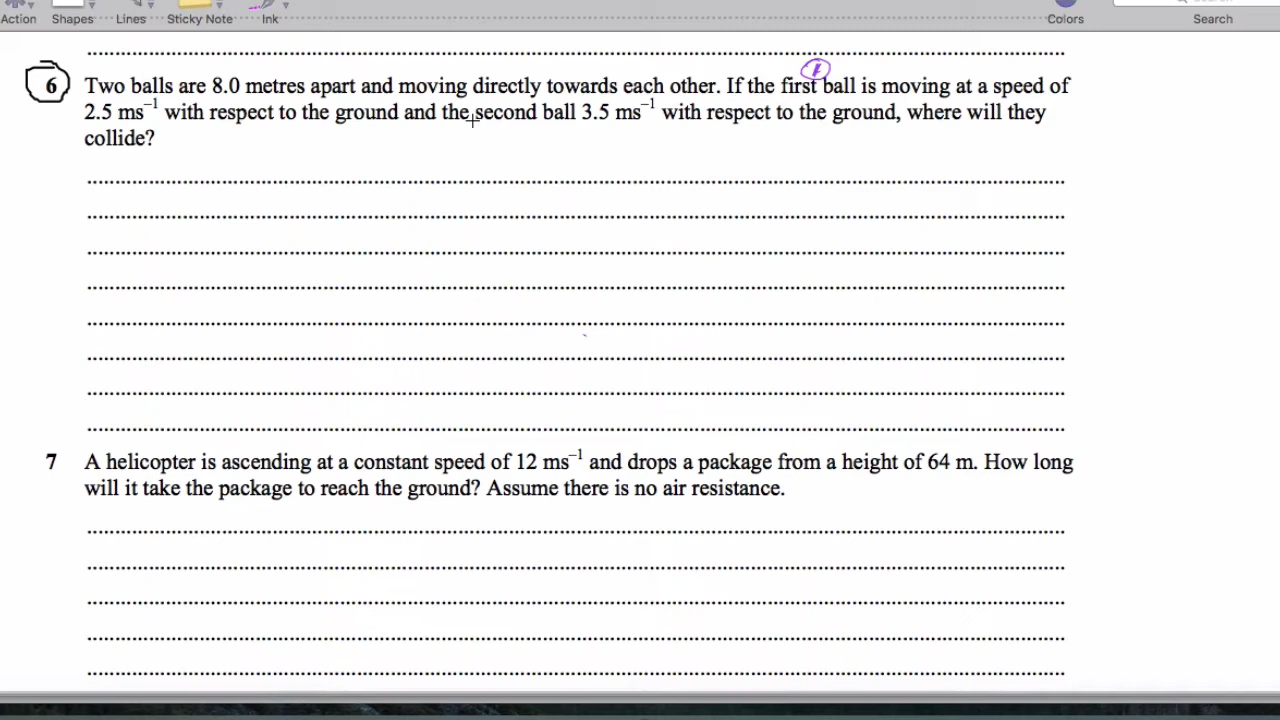 Action Shapes Lines Sticky Note Ink Colors Search
1
6 Two balls are 8.0 metres apart and moving directly towards each other. If the first ball is moving at a speed of
2.5 ms⁻¹ with respect to the ground and the second ball 3.5 ms⁻¹ with respect to the ground, where will they
collide?
7 A helicopter is ascending at a constant speed of 12 ms⁻¹ and drops a package from a height of 64 m. How long
will it take the package to reach the ground? Assume there is no air resistance.